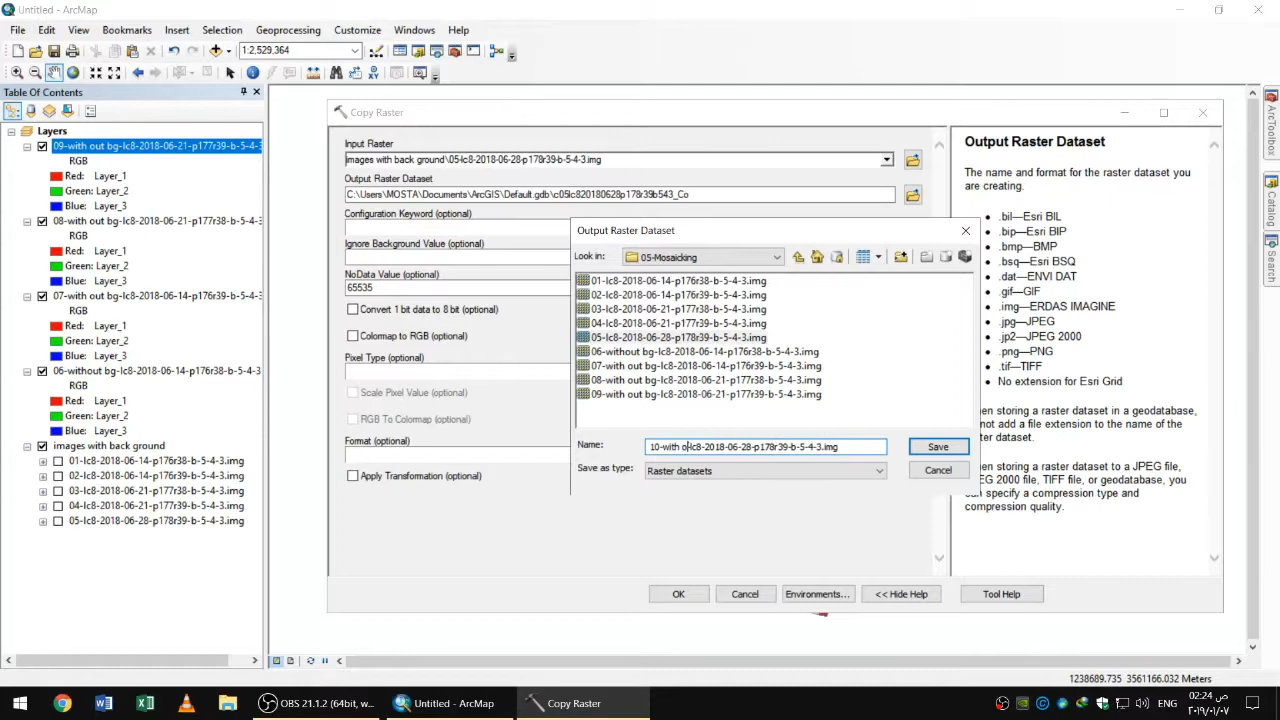 Untitled - ArcMap
File Edit View Bookmarks Insert Selection Geoprocessing Customize Windows Help
1:2,529,364
Table Of Contents
Layers
09-with out bg-lc8-2018-06-21-p177r39-b-5-4-3
RGB
Red: Layer_1
Green: Layer_2
Blue: Layer_3
08-with out bg-lc8-2018-06-21-p177r38-b-5-4-3
RGB
Red: Layer_1
Green: Layer_2
Blue: Layer_3
07-with out bg-lc8-2018-06-14-p176r39-b-5-4-3
RGB
Red: Layer_1
Green: Layer_2
Blue: Layer_3
06-without bg-lc8-2018-06-14-p176r38-b-5-4-3.
RGB
Red: Layer_1
Green: Layer_2
Blue: Layer_3
images with back ground
01-lc8-2018-06-14-p176r38-b-5-4-3.img
02-lc8-2018-06-14-p176r39-b-5-4-3.img
03-lc8-2018-06-21-p177r38-b-5-4-3.img
04-lc8-2018-06-21-p177r39-b-5-4-3.img
05-lc8-2018-06-28-p178r39-b-5-4-3.img
Copy Raster
Input Raster
images with back ground\05-lc8-2018-06-28-p178r39-b-5-4-3.img
Output Raster Dataset
C:\Users\MOSTA\Documents\ArcGIS\Default.gdb\c05lc820180628p178r39b543_Co
Configuration Keyword (optional)
Ignore Background Value (optional)
NoData Value (optional)
65535
Convert 1 bit data to 8 bit (optional)
Colormap to RGB (optional)
Pixel Type (optional)
Scale Pixel Value (optional)
RGB To Colormap (optional)
Format (optional)
Apply Transformation (optional)
Output Raster Dataset
Look in: 05-Mosaicking
01-lc8-2018-06-14-p176r38-b-5-4-3.img
02-lc8-2018-06-14-p176r39-b-5-4-3.img
03-lc8-2018-06-21-p177r38-b-5-4-3.img
04-lc8-2018-06-21-p177r39-b-5-4-3.img
05-lc8-2018-06-28-p178r39-b-5-4-3.img
06-without bg-lc8-2018-06-14-p176r38-b-5-4-3.img
07-with out bg-lc8-2018-06-14-p176r39-b-5-4-3.img
08-with out bg-lc8-2018-06-21-p177r38-b-5-4-3.img
09-with out bg-lc8-2018-06-21-p177r39-b-5-4-3.img
Name: 10-with o-lc8-2018-06-28-p178r39-b-5-4-3.img
Save
Save as type: Raster datasets
Cancel
Output Raster Dataset
The name and format for the raster dataset you
are creating.
• .bil—Esri BIL
• .bip—Esri BIP
• .bmp—BMP
• .bsq—Esri BSQ
• .dat—ENVI DAT
• .gif—GIF
• .img—ERDAS IMAGINE
• .jpg—JPEG
• .jp2—JPEG 2000
• .png—PNG
• .tif—TIFF
• No extension for Esri Grid
hen storing a raster dataset in a geodatabase,
not add a file extension to the name of the
ter dataset.
hen storing a raster dataset to a JPEG file,
EG 2000 file, TIFF file, or geodatabase, you
can specify a compression type and
compression quality.
OK Cancel Environments... << Hide Help Tool Help
ArcToolbox
Catalog
Search
1238689.735 3561166.032 Meters
OBS 21.1.2 (64bit, w...
Untitled - ArcMap
Copy Raster
ENG
02:24 ص
٢٠١٩/٠١/٠٧